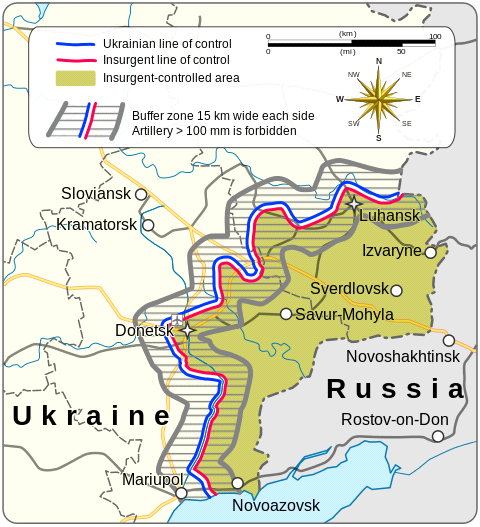 Ukrainian line of control
Insurgent line of control
Insurgent-controlled area
Buffer zone 15 km wide each side
Artillery > 100 mm is forbidden
(km)
0 100
0 50
(mi)
N
NW NE
W E
SW SE
S
Sloviansk
Kramatorsk
Luhansk
Izvaryne
Sverdlovsk
Savur-Mohyla
Donetsk
Novoshakhtinsk
Russia
Ukraine
Rostov-on-Don
Mariupol
Novoazovsk